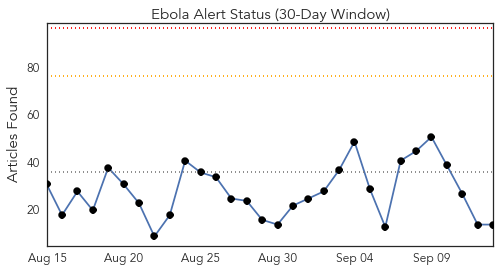 Ebola Alert Status (30-Day Window)
Articles Found
80
60
40
20
Aug 15 Aug 20 Aug 25 Aug 30 Sep 04 Sep 09